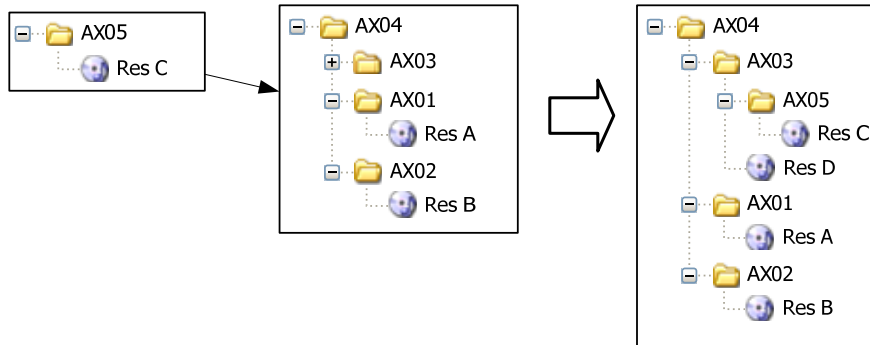 AX05
Res C
AX04
AX03
AX01
Res A
AX02
Res B
AX04
AX03
AX05
Res C
Res D
AX01
Res A
AX02
Res B